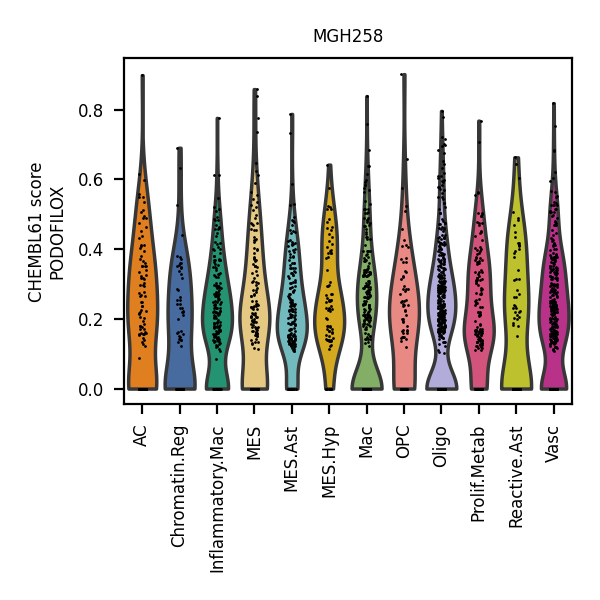 MGH258
CHEMBL61 score
PODOFILOX
0.8
0.6
0.4
0.2
0.0
AC
Chromatin.Reg
Inflammatory.Mac
MES
MES.Ast
MES.Hyp
Mac
OPC
Oligo
Prolif.Metab
Reactive.Ast
Vasc